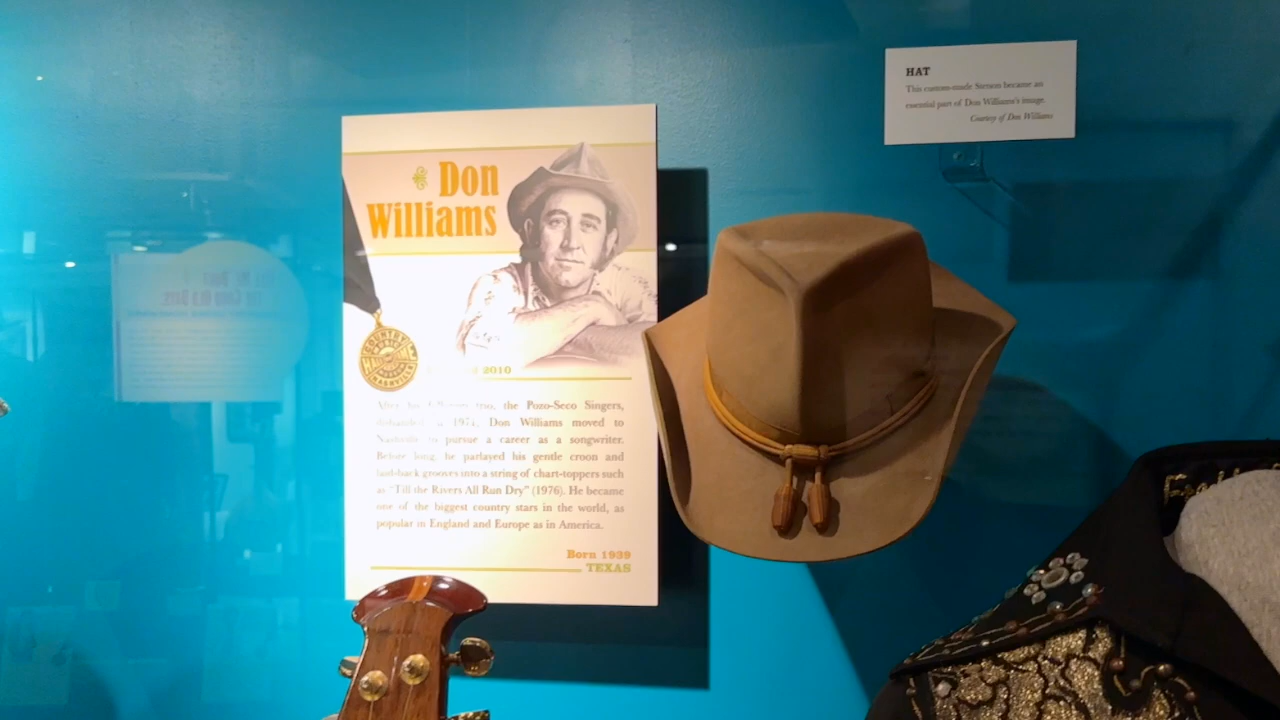 Don
Williams
COUNTRY
NASHVILLE
2010
After his trio, the Pozo-Seco Singers,
disbanded in 1971, Don Williams moved to
Nashville to pursue a career as a songwriter.
Before long, he parlayed his gentle croon and
laid-back grooves into a string of chart-toppers such
as “Till the Rivers All Run Dry” (1976). He became
one of the biggest country stars in the world, as
popular in England and Europe as in America.
Born 1939
TEXAS
HAT
This custom-made Stetson became an
essential part of Don Williams's image.
Courtesy of Don Williams